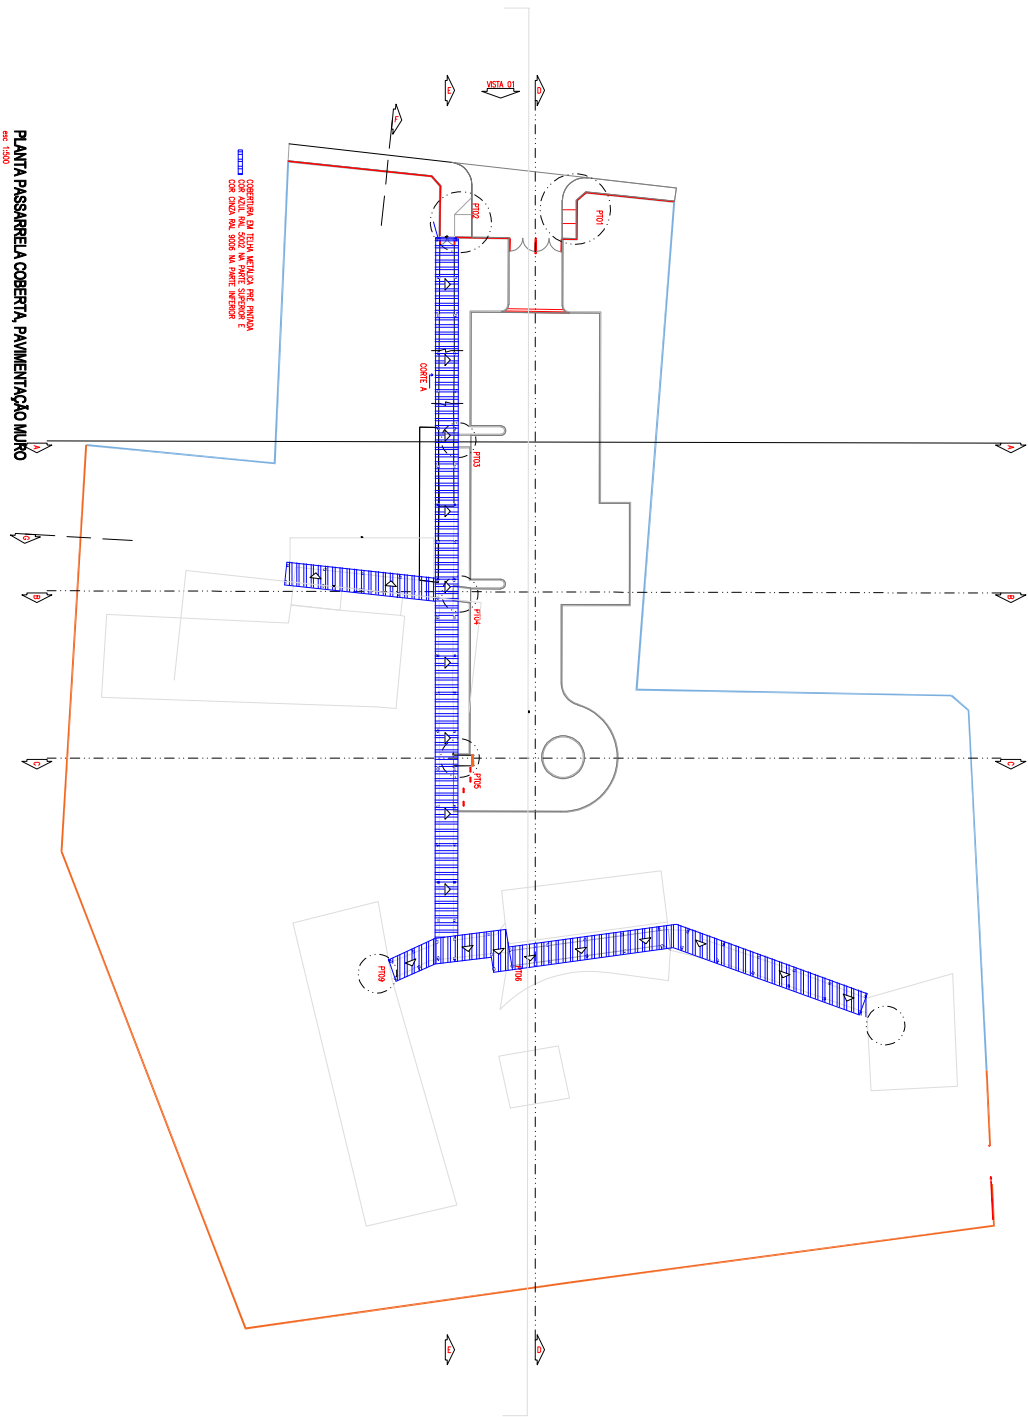 PLANTA PASSARRELA COBERTA, PAVIMENTAÇÃO MURO
esc 1:500
COBERTURA EM TELHA METÁLICA PRÉ PINTADA
COR AZUL RAL 5002 NA PARTE SUPERIOR E
COR CINZA RAL 9006 NA PARTE INFERIOR
VISTA 01
E
D
F
PT02
PT01
CORTE A
PT03
A
A
G
B
B
PT04
C
C
PT05
PT09
PT06
E
D